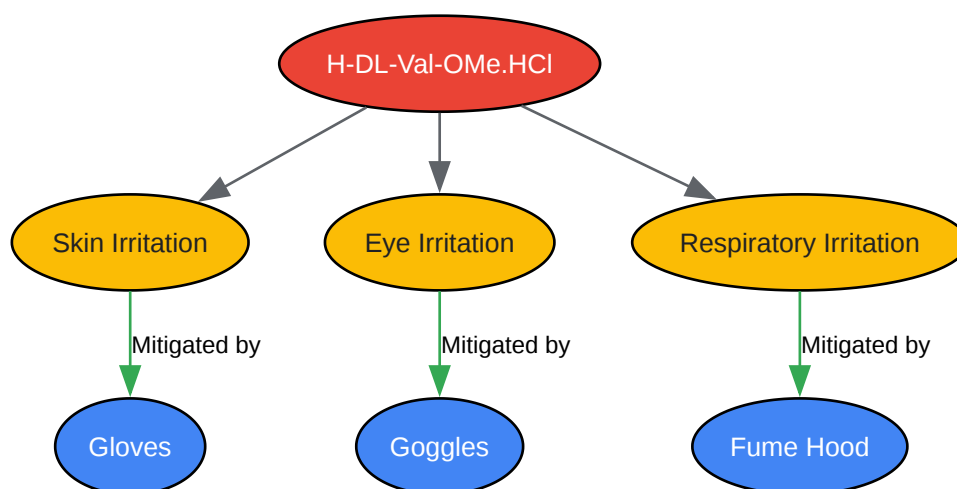 H-DL-Val-OMe.HCl
Skin Irritation
Eye Irritation
Respiratory Irritation
Mitigated by
Mitigated by
Mitigated by
Gloves
Goggles
Fume Hood